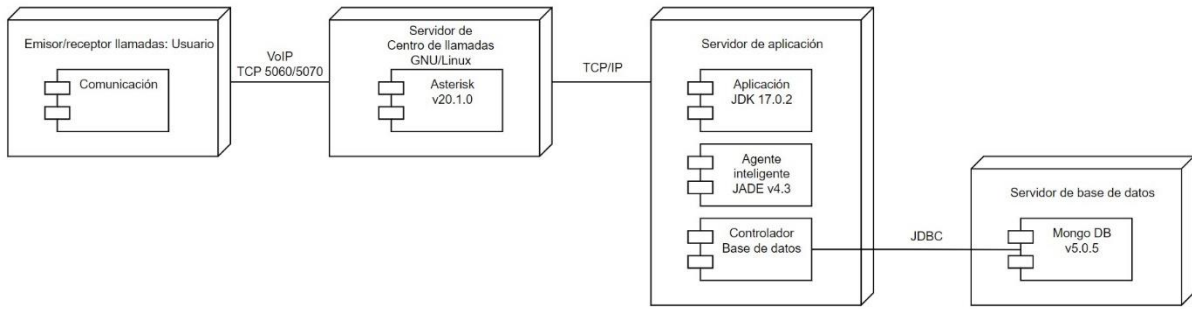 Emisor/receptor llamadas: Usuario
Comunicación
VoIP
TCP 5060/5070
Servidor de
Centro de llamadas
GNU/Linux
Asterisk
v20.1.0
TCP/IP
Servidor de aplicación
Aplicación
JDK 17.0.2
Agente
inteligente
JADE v4.3
Controlador
Base de datos
JDBC
Servidor de base de datos
Mongo DB
v5.0.5